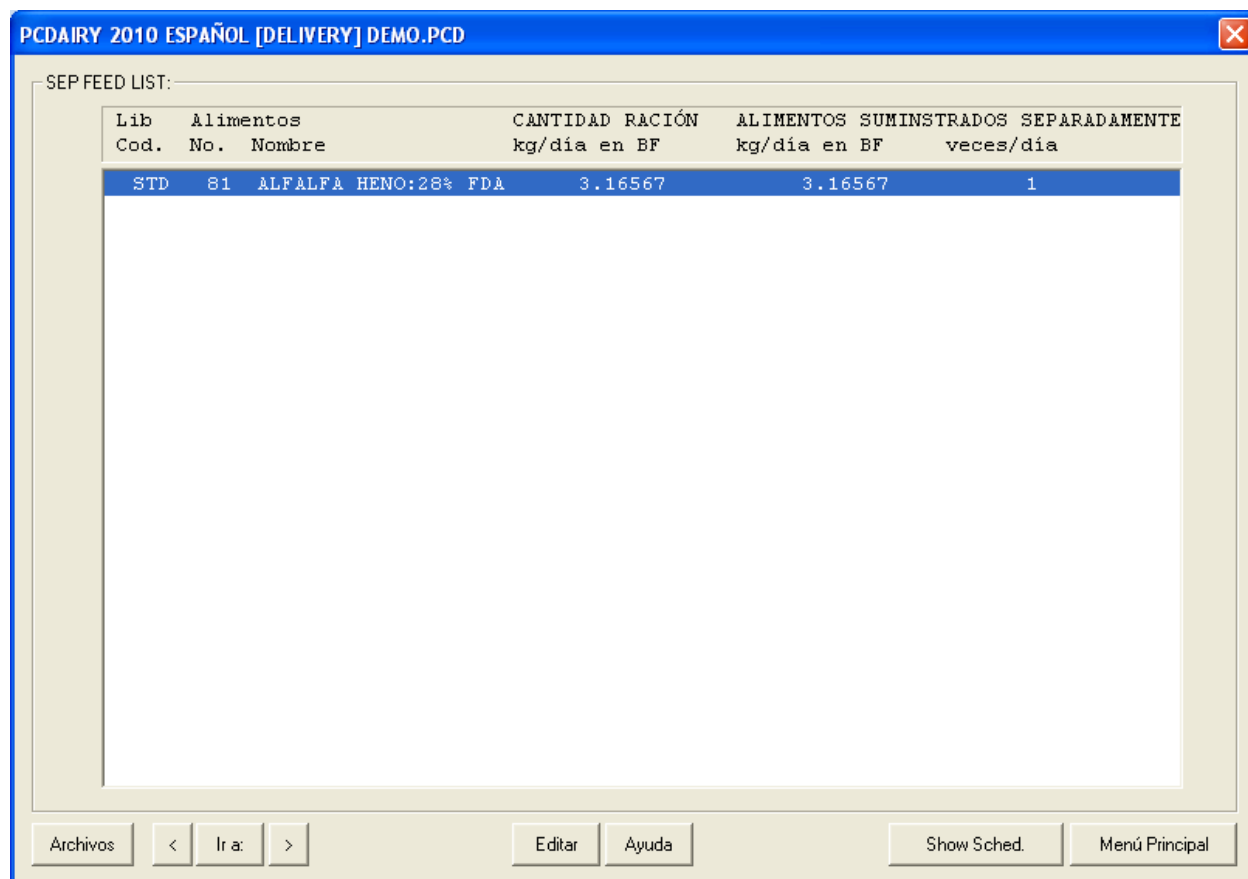 PCDAIRY 2010 ESPAÑOL [DELIVERY] DEMO.PCD
SEP FEED LIST:
Lib Alimentos CANTIDAD RACIÓN ALIMENTOS SUMINSTRADOS SEPARADAMENTE
Cod. No. Nombre kg/día en BF kg/día en BF veces/día
STD 81 ALFALFA HENO:28% FDA 3.16567 3.16567 1
Archivos < Ir a: > Editar Ayuda Show Sched. Menú Principal